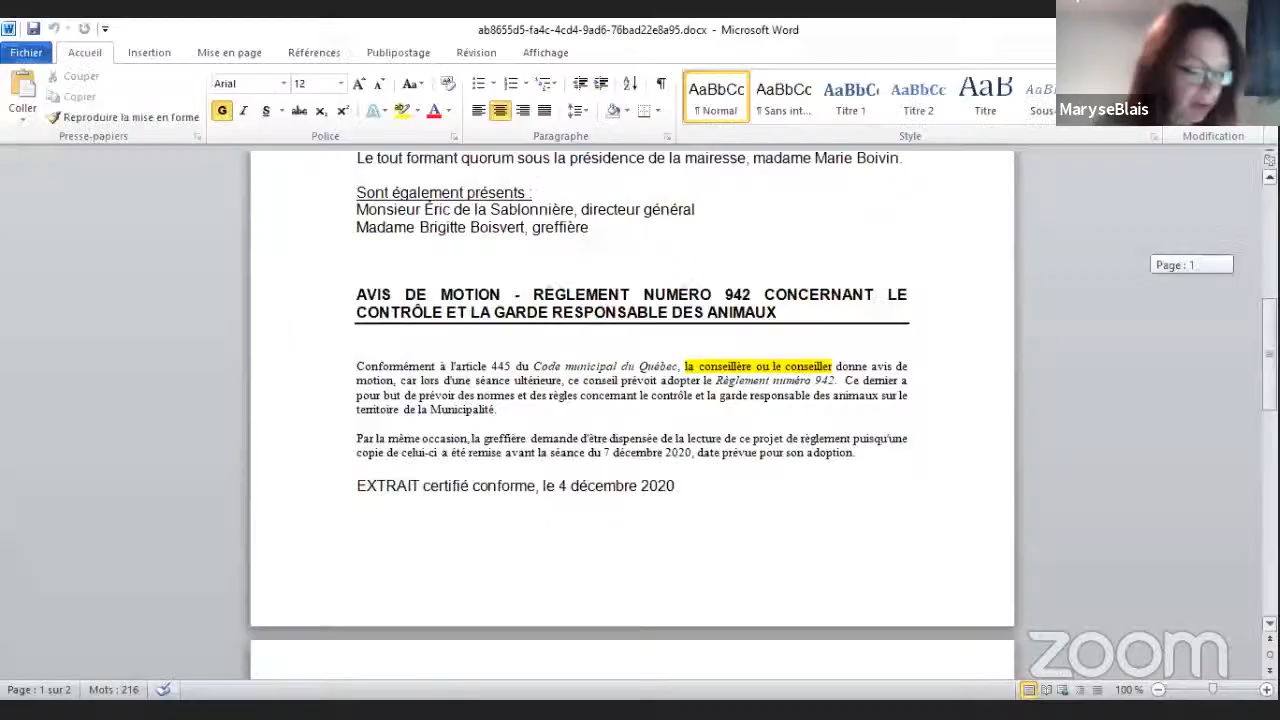 ab8655d5-fa4c-4cd4-9ad6-76bad22e8a95.docx - Microsoft Word
Fichier Accueil Insertion Mise en page Références Publipostage Révision Affichage
Couper
Copier
Coller
Reproduire la mise en forme
Arial 12
G I S abc x₂ x² A
AaBbCc AaBbCc AaBbC AaBbCc AaB
¶ Normal ¶ Sans int... Titre 1 Titre 2 Titre Sous-
Presse-papiers Police Paragraphe Style Modification
MaryseBlais
Le tout formant quorum sous la présidence de la mairesse, madame Marie Boivin.
Sont également présents :
Monsieur Éric de la Sablonnière, directeur général
Madame Brigitte Boisvert, greffière
Page : 1
AVIS DE MOTION - RÈGLEMENT NUMÉRO 942 CONCERNANT LE
CONTRÔLE ET LA GARDE RESPONSABLE DES ANIMAUX
Conformément à l'article 445 du Code municipal du Québec, la conseillère ou le conseiller donne avis de
motion, car lors d'une séance ultérieure, ce conseil prévoit adopter le Règlement numéro 942. Ce dernier a
pour but de prévoir des normes et des règles concernant le contrôle et la garde responsable des animaux sur le
territoire de la Municipalité.
Par la même occasion, la greffière demande d'être dispensée de la lecture de ce projet de règlement puisqu'une
copie de celui-ci a été remise avant la séance du 7 décembre 2020, date prévue pour son adoption.
EXTRAIT certifié conforme, le 4 décembre 2020
zoom
Page : 1 sur 2 Mots : 216 100 %